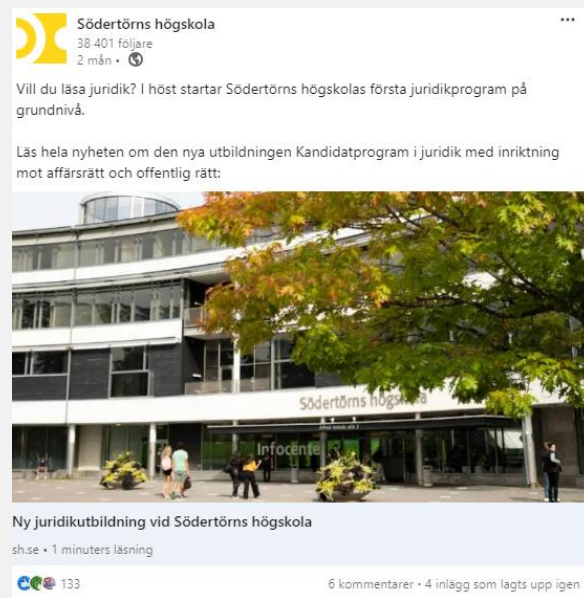 Södertörns högskola
38 401 följare
2 mån •
Vill du läsa juridik? I höst startar Södertörns högskolas första juridikprogram på
grundnivå.
Läs hela nyheten om den nya utbildningen Kandidatprogram i juridik med inriktning
mot affärsrätt och offentlig rätt:
Södertörns
Infocente
Ny juridikutbildning vid Södertörns högskola
sh.se • 1 minuters läsning
133
6 kommentarer • 4 inlägg som lagts upp igen